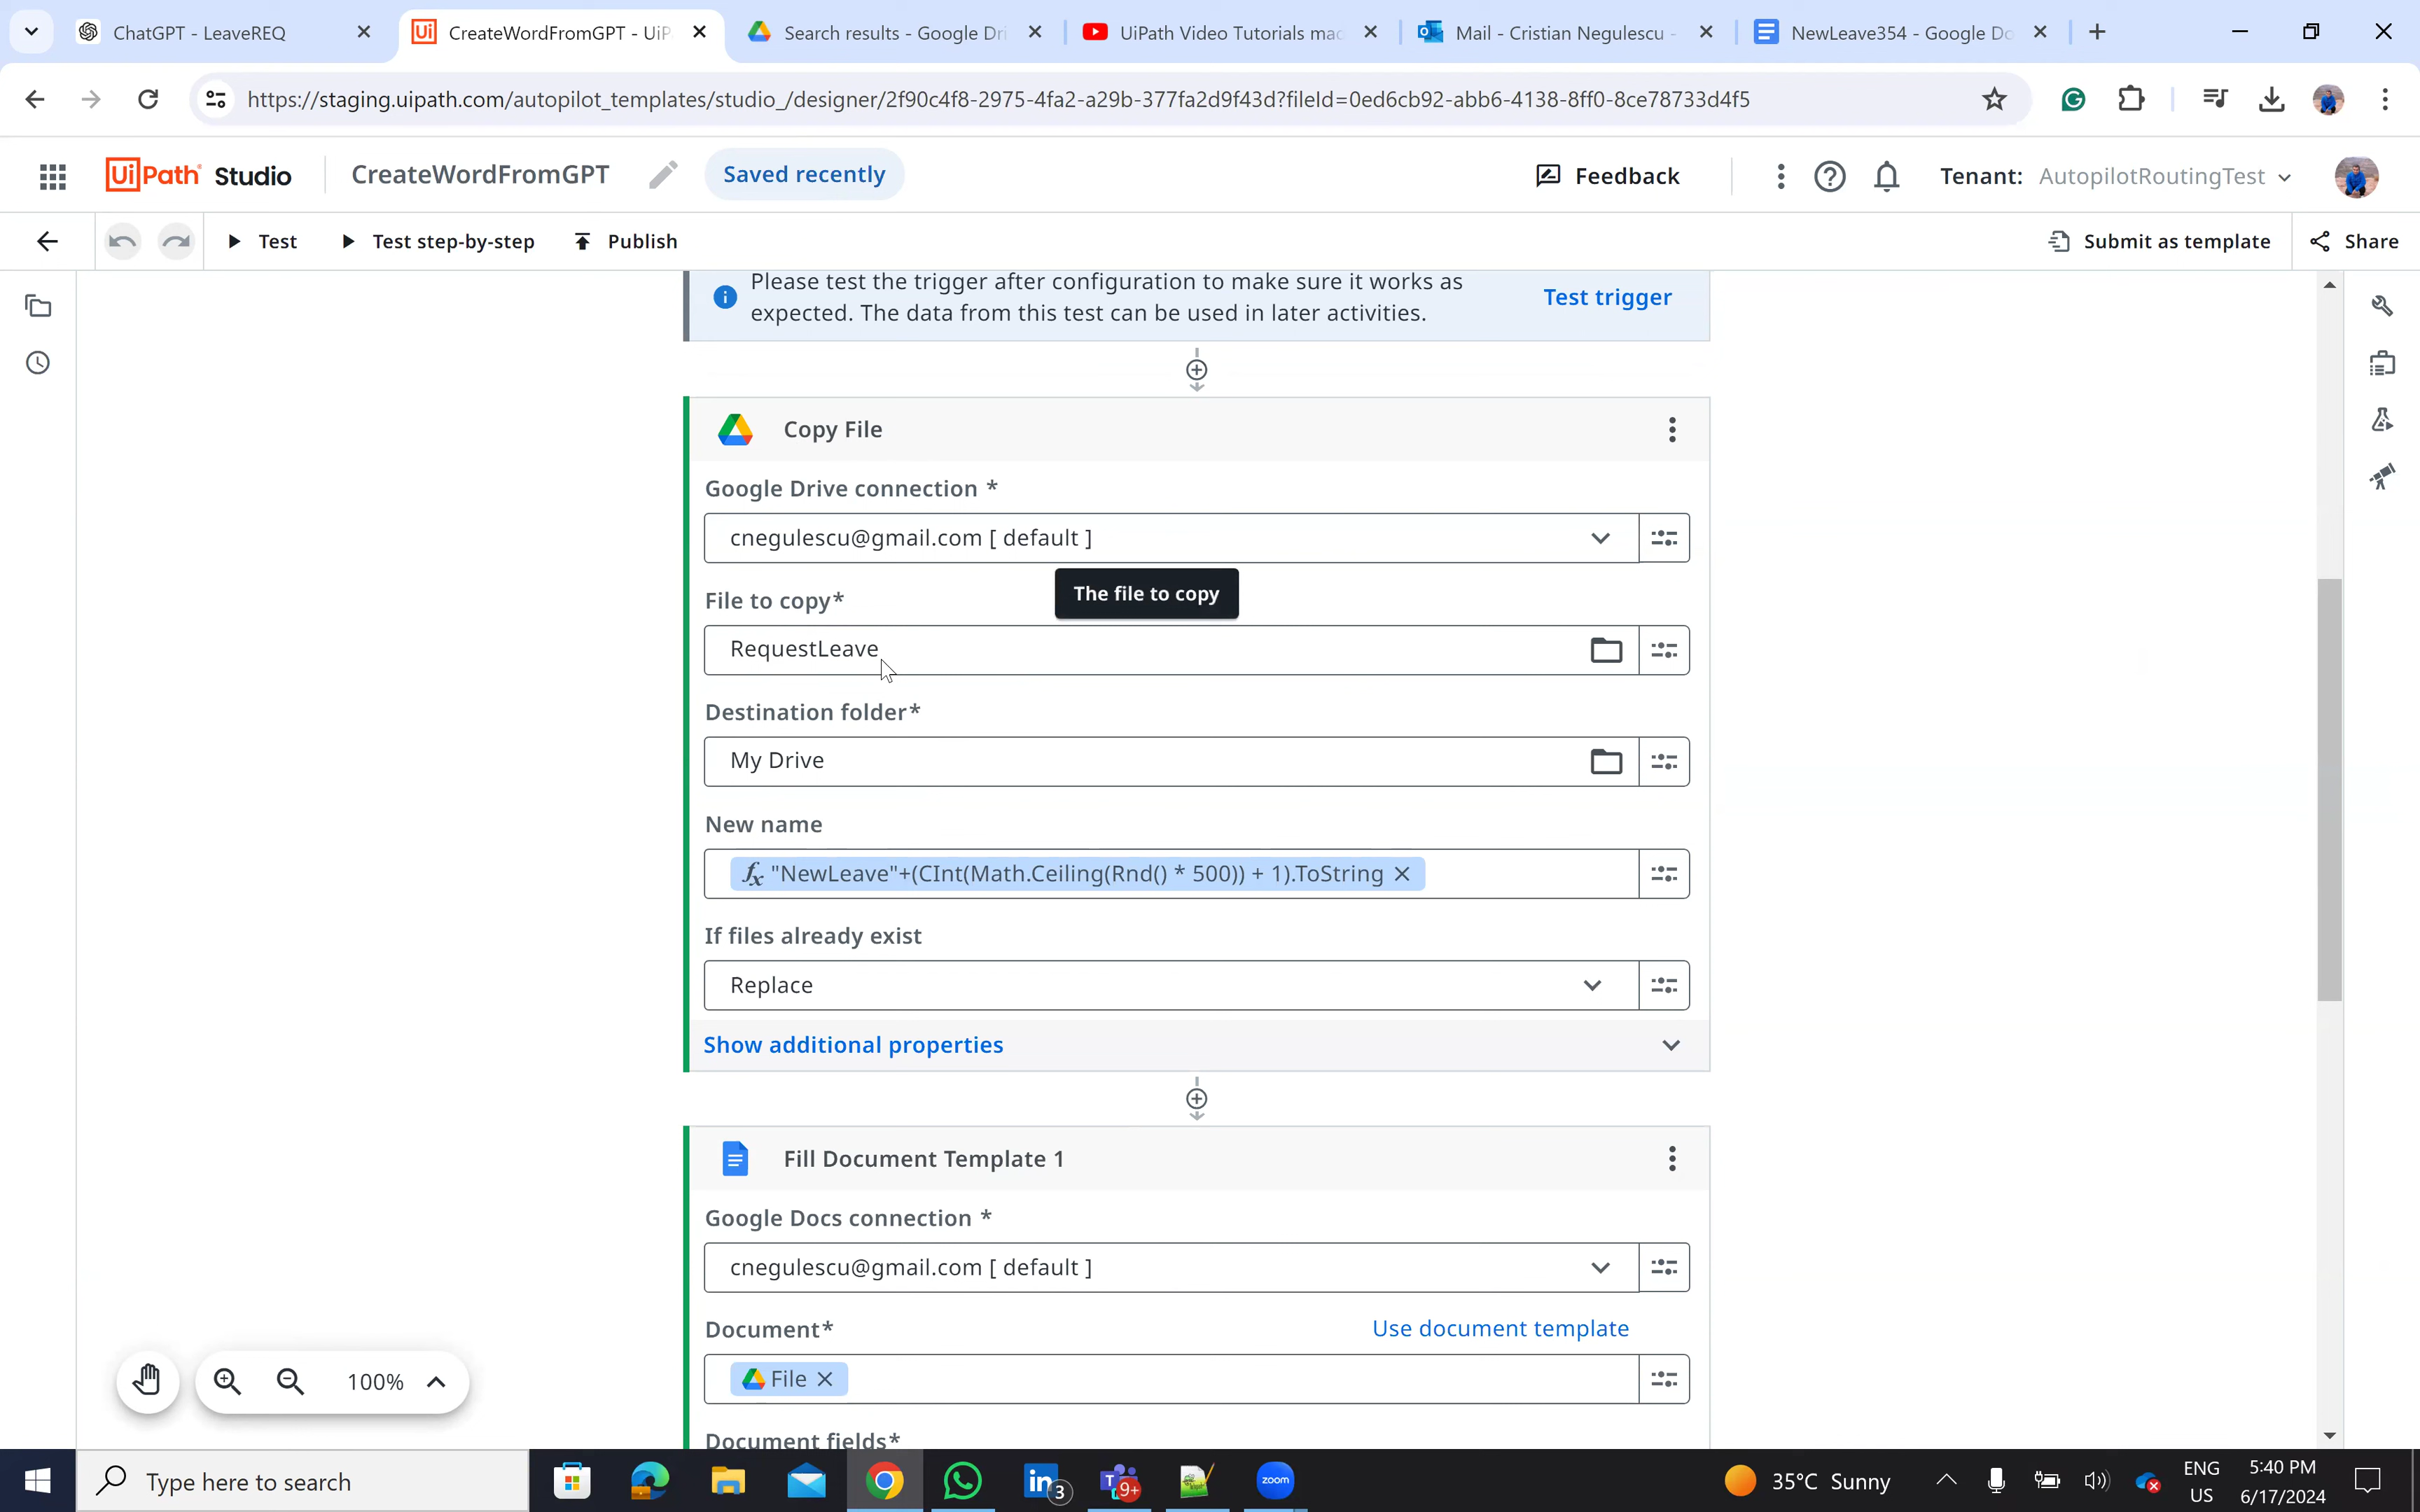 ChatGPT - LeaveREQ
CreateWordFromGPT - UiP
Search results - Google Dri
UiPath Video Tutorials mad
Mail - Cristian Negulescu -
NewLeave354 - Google Do
https://staging.uipath.com/autopilot_templates/studio_/designer/2f90c4f8-2975-4fa2-a29b-377fa2d9f43d?fileId=0ed6cb92-abb6-4138-8ff0-8ce78733d4f5
UiPath Studio
CreateWordFromGPT
Saved recently
Feedback
Tenant: AutopilotRoutingTest
Test
Test step-by-step
Publish
Submit as template
Share
Please test the trigger after configuration to make sure it works as
expected. The data from this test can be used in later activities.
Test trigger
Copy File
Google Drive connection *
cnegulescu@gmail.com [ default ]
The file to copy
File to copy*
RequestLeave
Destination folder*
My Drive
New name
fx "NewLeave"+(CInt(Math.Ceiling(Rnd() * 500)) + 1).ToString
If files already exist
Replace
Show additional properties
Fill Document Template 1
Google Docs connection *
cnegulescu@gmail.com [ default ]
Document*
Use document template
File
Document fields*
100%
Type here to search
3
9+
zoom
35°C Sunny
ENG
US
5:40 PM
6/17/2024